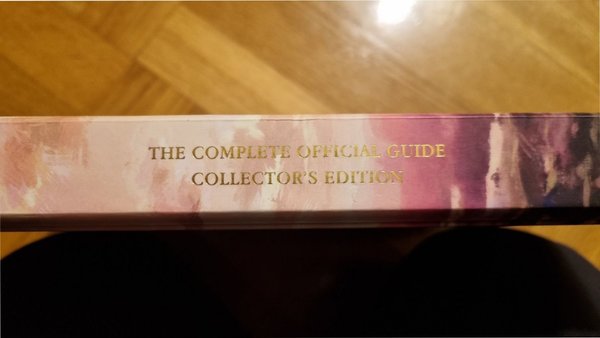 THE COMPLETE OFFICIAL GUIDE
COLLECTOR'S EDITION